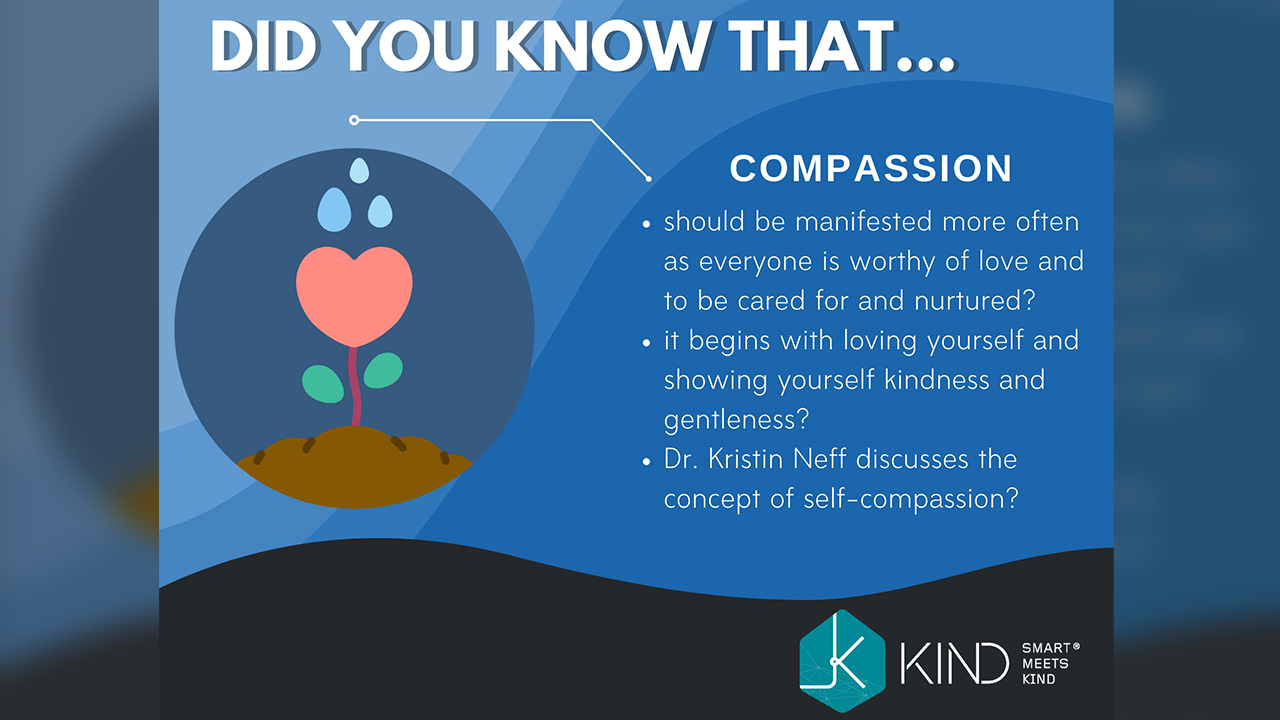 DID YOU KNOW THAT...
COMPASSION
• should be manifested more often
as everyone is worthy of love and
to be cared for and nurtured?
• it begins with loving yourself and
showing yourself kindness and
gentleness?
• Dr. Kristin Neff discusses the
concept of self-compassion?
K KIND
SMART®
MEETS
KIND